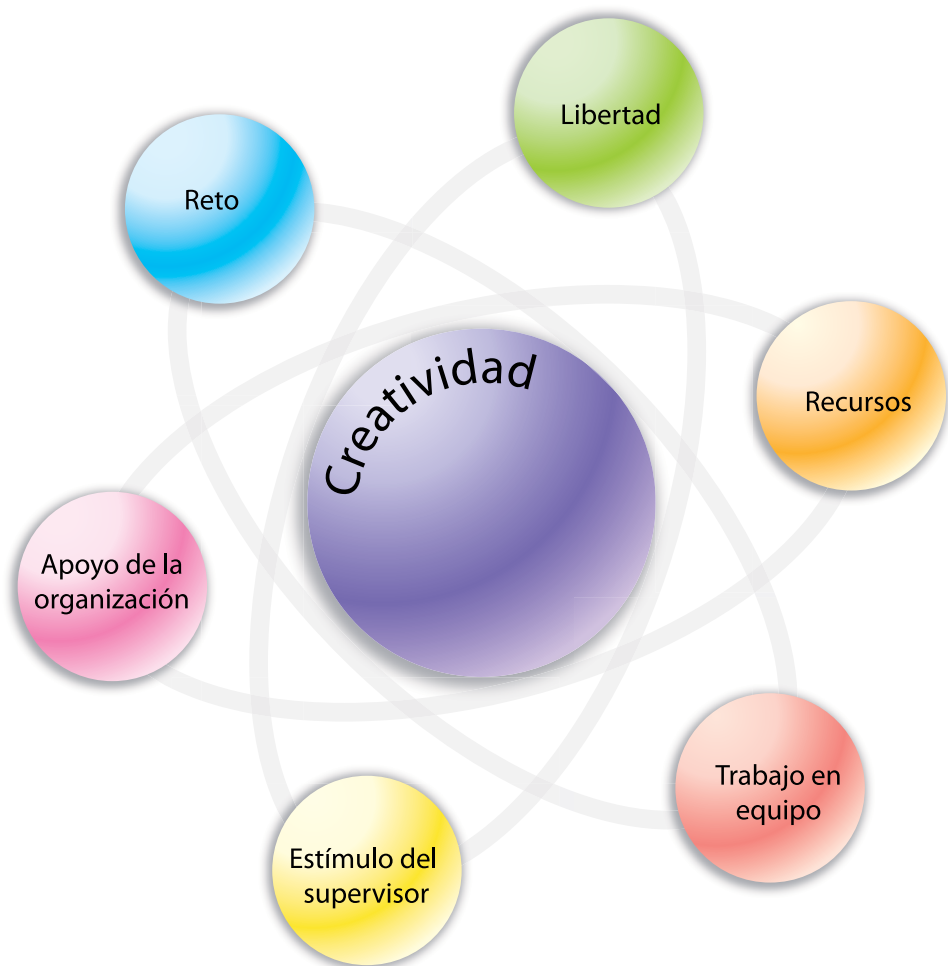 Libertad
Reto
Creatividad
Recursos
Apoyo de la
organización
Trabajo en
equipo
Estímulo del
supervisor